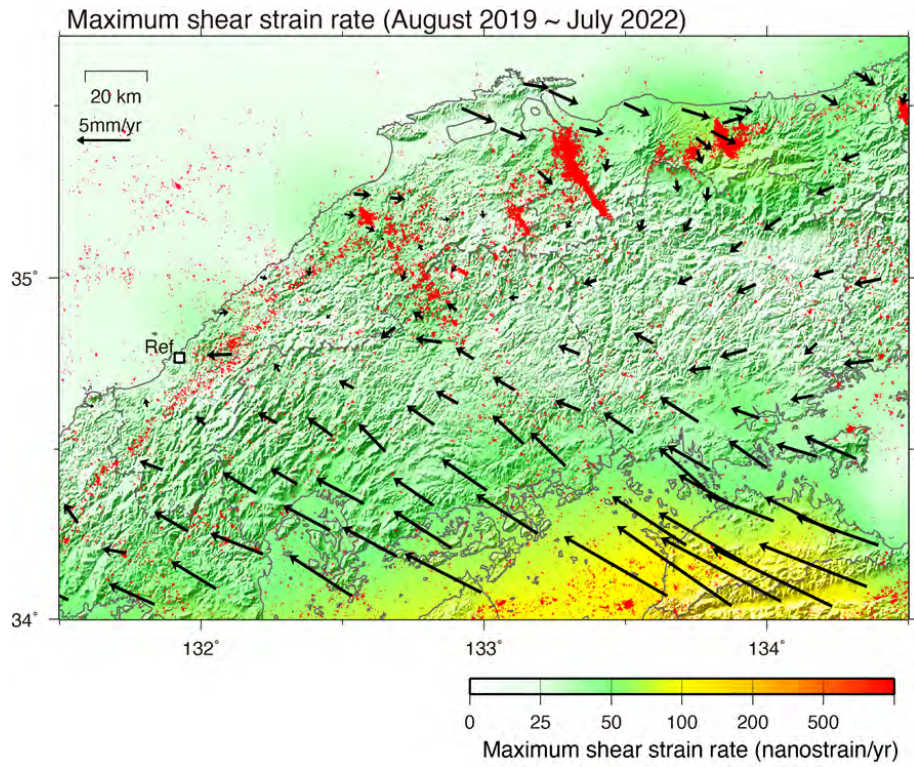 Maximum shear strain rate (August 2019 ~ July 2022)
20 km
5mm/yr
35°
Ref
34°
132°
133°
134°
0
25
50
100
200
500
Maximum shear strain rate (nanostrain/yr)